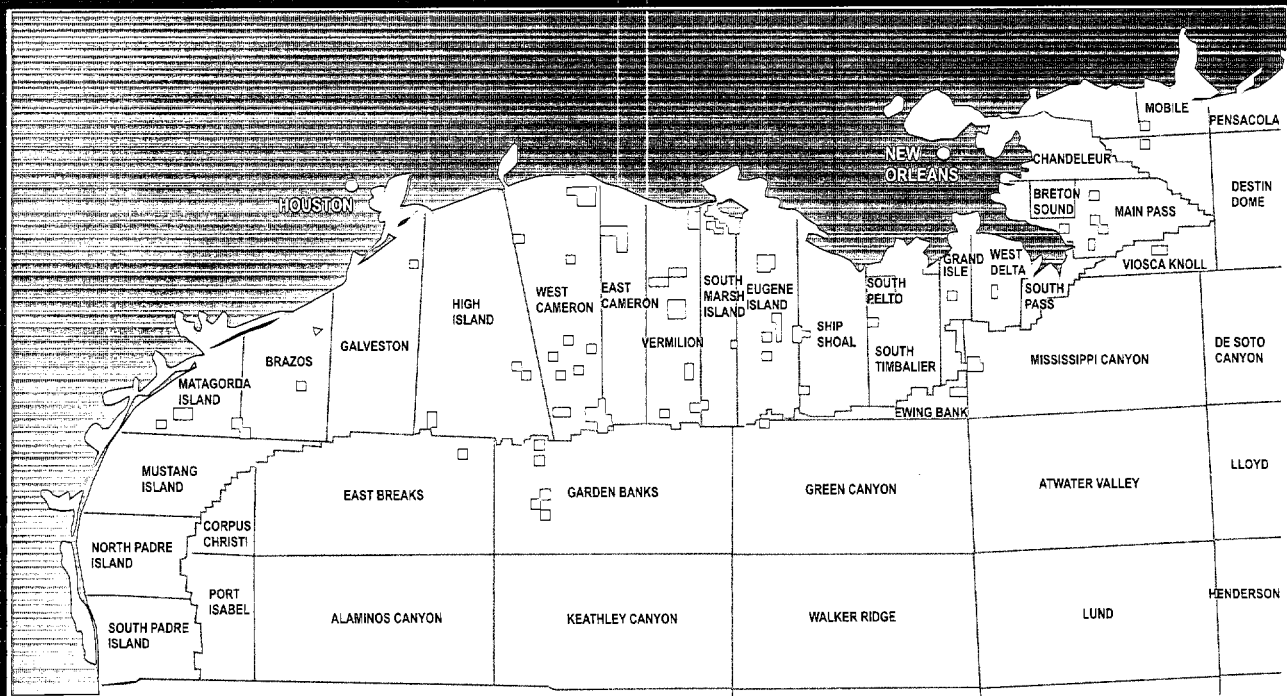 MOBILE
PENSACOLA
NEW
ORLEANS
CHANDELEUR
BRETON
SOUND
MAIN PASS
DESTIN
DOME
HOUSTON
GRAND
ISLE
WEST
DELTA
VIOSCA KNOLL
SOUTH
PASS
HIGH
ISLAND
WEST
CAMERON
EAST
CAMERON
SOUTH
MARSH
ISLAND
EUGENE
ISLAND
SOUTH
PELTO
SHIP
SHOAL
SOUTH
TIMBALIER
VERMILION
GALVESTON
BRAZOS
MATAGORDA
ISLAND
MISSISSIPPI CANYON
DE SOTO
CANYON
EWING BANK
MUSTANG
ISLAND
EAST BREAKS
GARDEN BANKS
GREEN CANYON
ATWATER VALLEY
LLOYD
CORPUS
CHRISTI
NORTH PADRE
ISLAND
PORT
ISABEL
ALAMINOS CANYON
KEATHLEY CANYON
WALKER RIDGE
LUND
HENDERSON
SOUTH PADRE
ISLAND